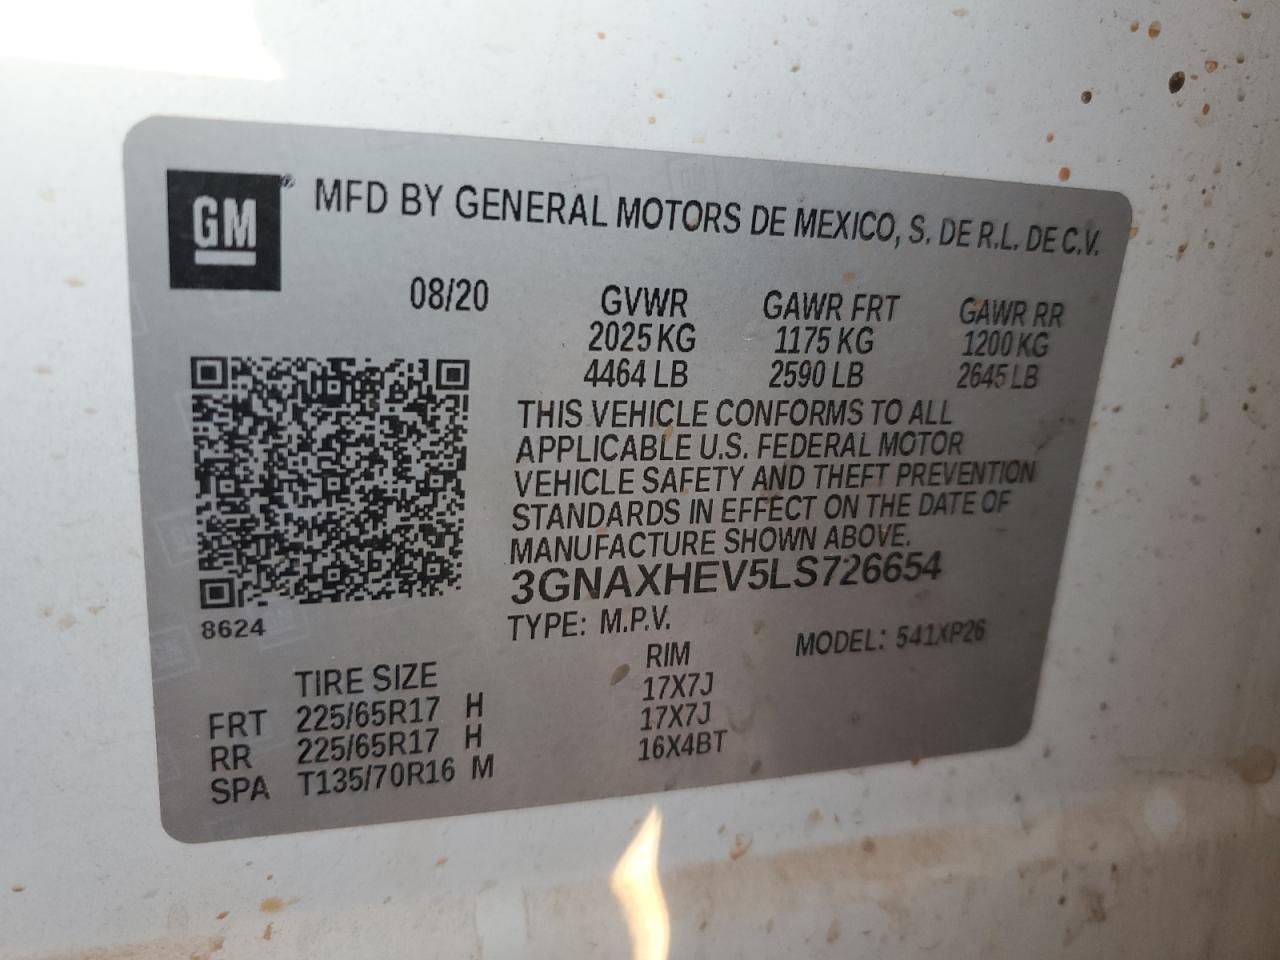 GM® MFD BY GENERAL MOTORS DE MEXICO, S. DE R.L. DE C.V.
08/20 GVWR GAWR FRT GAWR RR
2025 KG 1175 KG 1200 KG
4464 LB 2590 LB 2645 LB
THIS VEHICLE CONFORMS TO ALL
APPLICABLE U.S. FEDERAL MOTOR
VEHICLE SAFETY AND THEFT PREVENTION
STANDARDS IN EFFECT ON THE DATE OF
MANUFACTURE SHOWN ABOVE.
3GNAXHEV5LS726654
8624
TYPE: M.P.V. MODEL: 541XP26
TIRE SIZE RIM
FRT 225/65R17 H 17X7J
RR 225/65R17 H 17X7J
SPA T135/70R16 M 16X4BT